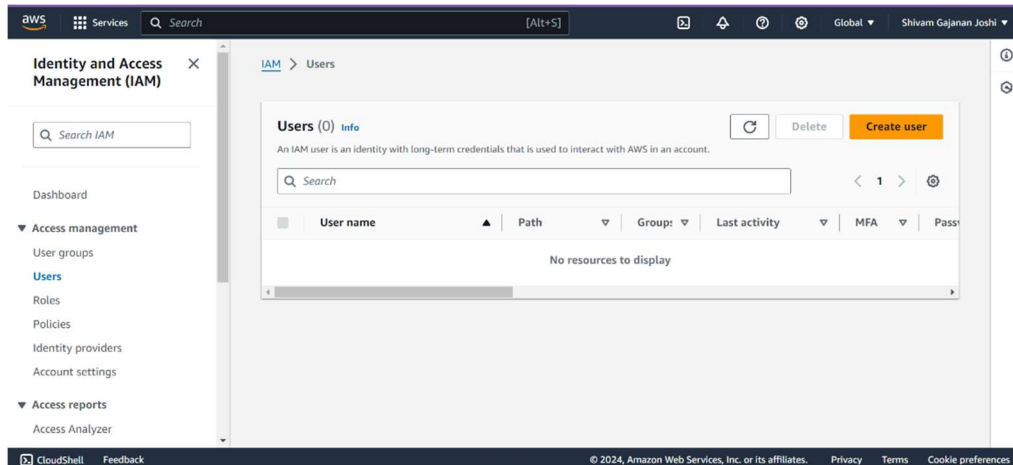 aws Services Search [Alt+S] Global ▼ Shivam Gajanan Joshi ▼
Identity and Access
Management (IAM)
Search IAM
Dashboard
Access management
User groups
Users
Roles
Policies
Identity providers
Account settings
Access reports
Access Analyzer
IAM > Users
Users (0) Info
Delete
Create user
An IAM user is an identity with long-term credentials that is used to interact with AWS in an account.
Search
< 1 >
User name Path Group: Last activity MFA Pass
No resources to display
CloudShell Feedback © 2024, Amazon Web Services, Inc. or its affiliates. Privacy Terms Cookie preferences